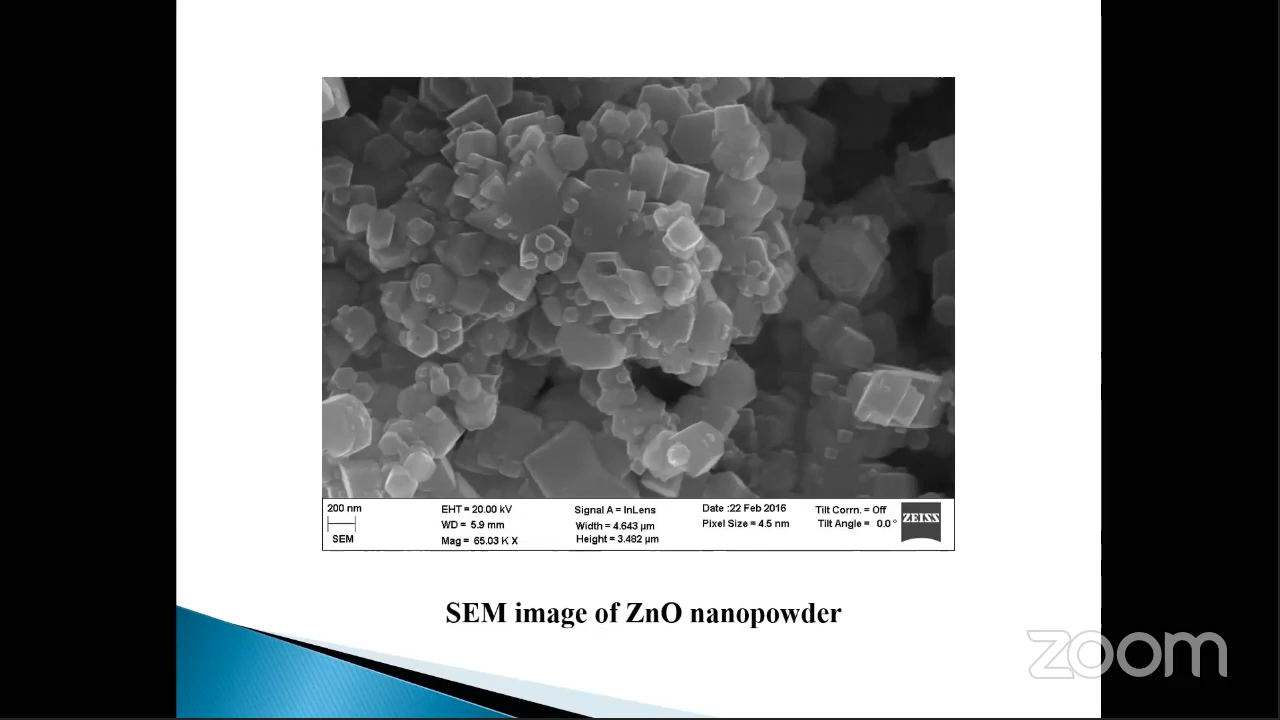 200 nm
SEM
EHT = 20.00 kV
WD = 5.9 mm
Mag = 65.03 K X
Signal A = InLens
Width = 4.643 µm
Height = 3.482 µm
Date :22 Feb 2016
Pixel Size = 4.5 nm
Tilt Corrn. = Off
Tilt Angle = 0.0°
ZEISS
SEM image of ZnO nanopowder
zoom